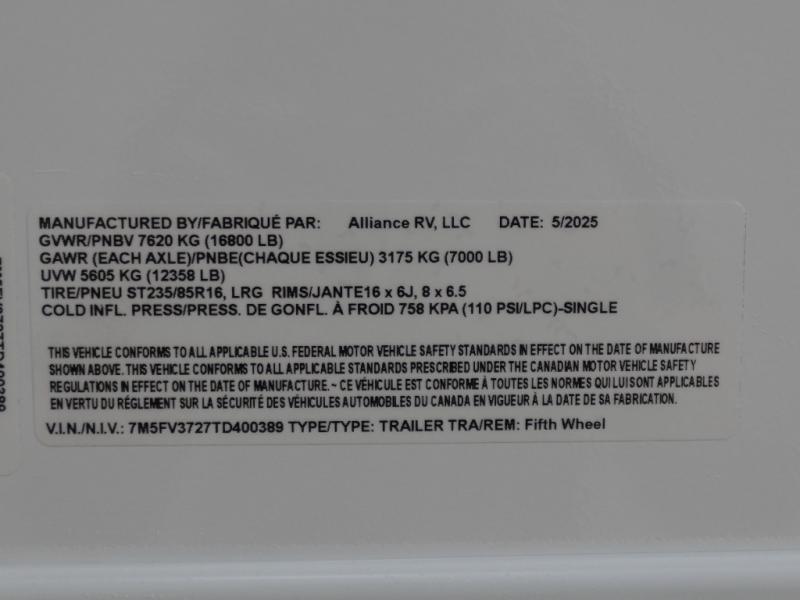 MANUFACTURED BY/FABRIQUÉ PAR: Alliance RV, LLC DATE: 5/2025
GVWR/PNBV 7620 KG (16800 LB)
GAWR (EACH AXLE)/PNBE(CHAQUE ESSIEU) 3175 KG (7000 LB)
UVW 5605 KG (12358 LB)
TIRE/PNEU ST235/85R16, LRG RIMS/JANTE16 x 6J, 8 x 6.5
COLD INFL. PRESS/PRESS. DE GONFL. À FROID 758 KPA (110 PSI/LPC)-SINGLE
THIS VEHICLE CONFORMS TO ALL APPLICABLE U.S. FEDERAL MOTOR VEHICLE SAFETY STANDARDS IN EFFECT ON THE DATE OF MANUFACTURE
SHOWN ABOVE. THIS VEHICLE CONFORMS TO ALL APPLICABLE STANDARDS PRESCRIBED UNDER THE CANADIAN MOTOR VEHICLE SAFETY
REGULATIONS IN EFFECT ON THE DATE OF MANUFACTURE. ~ CE VÉHICULE EST CONFORME À TOUTES LES NORMES QUI LUI SONT APPLICABLES
EN VERTU DU RÉGLEMENT SUR LA SÉCURITÉ DES VÉHICULES AUTOMOBILES DU CANADA EN VIGUEUR À LA DATE DE SA FABRICATION.
V.I.N./N.I.V.: 7M5FV3727TD400389 TYPE/TYPE: TRAILER TRA/REM: Fifth Wheel